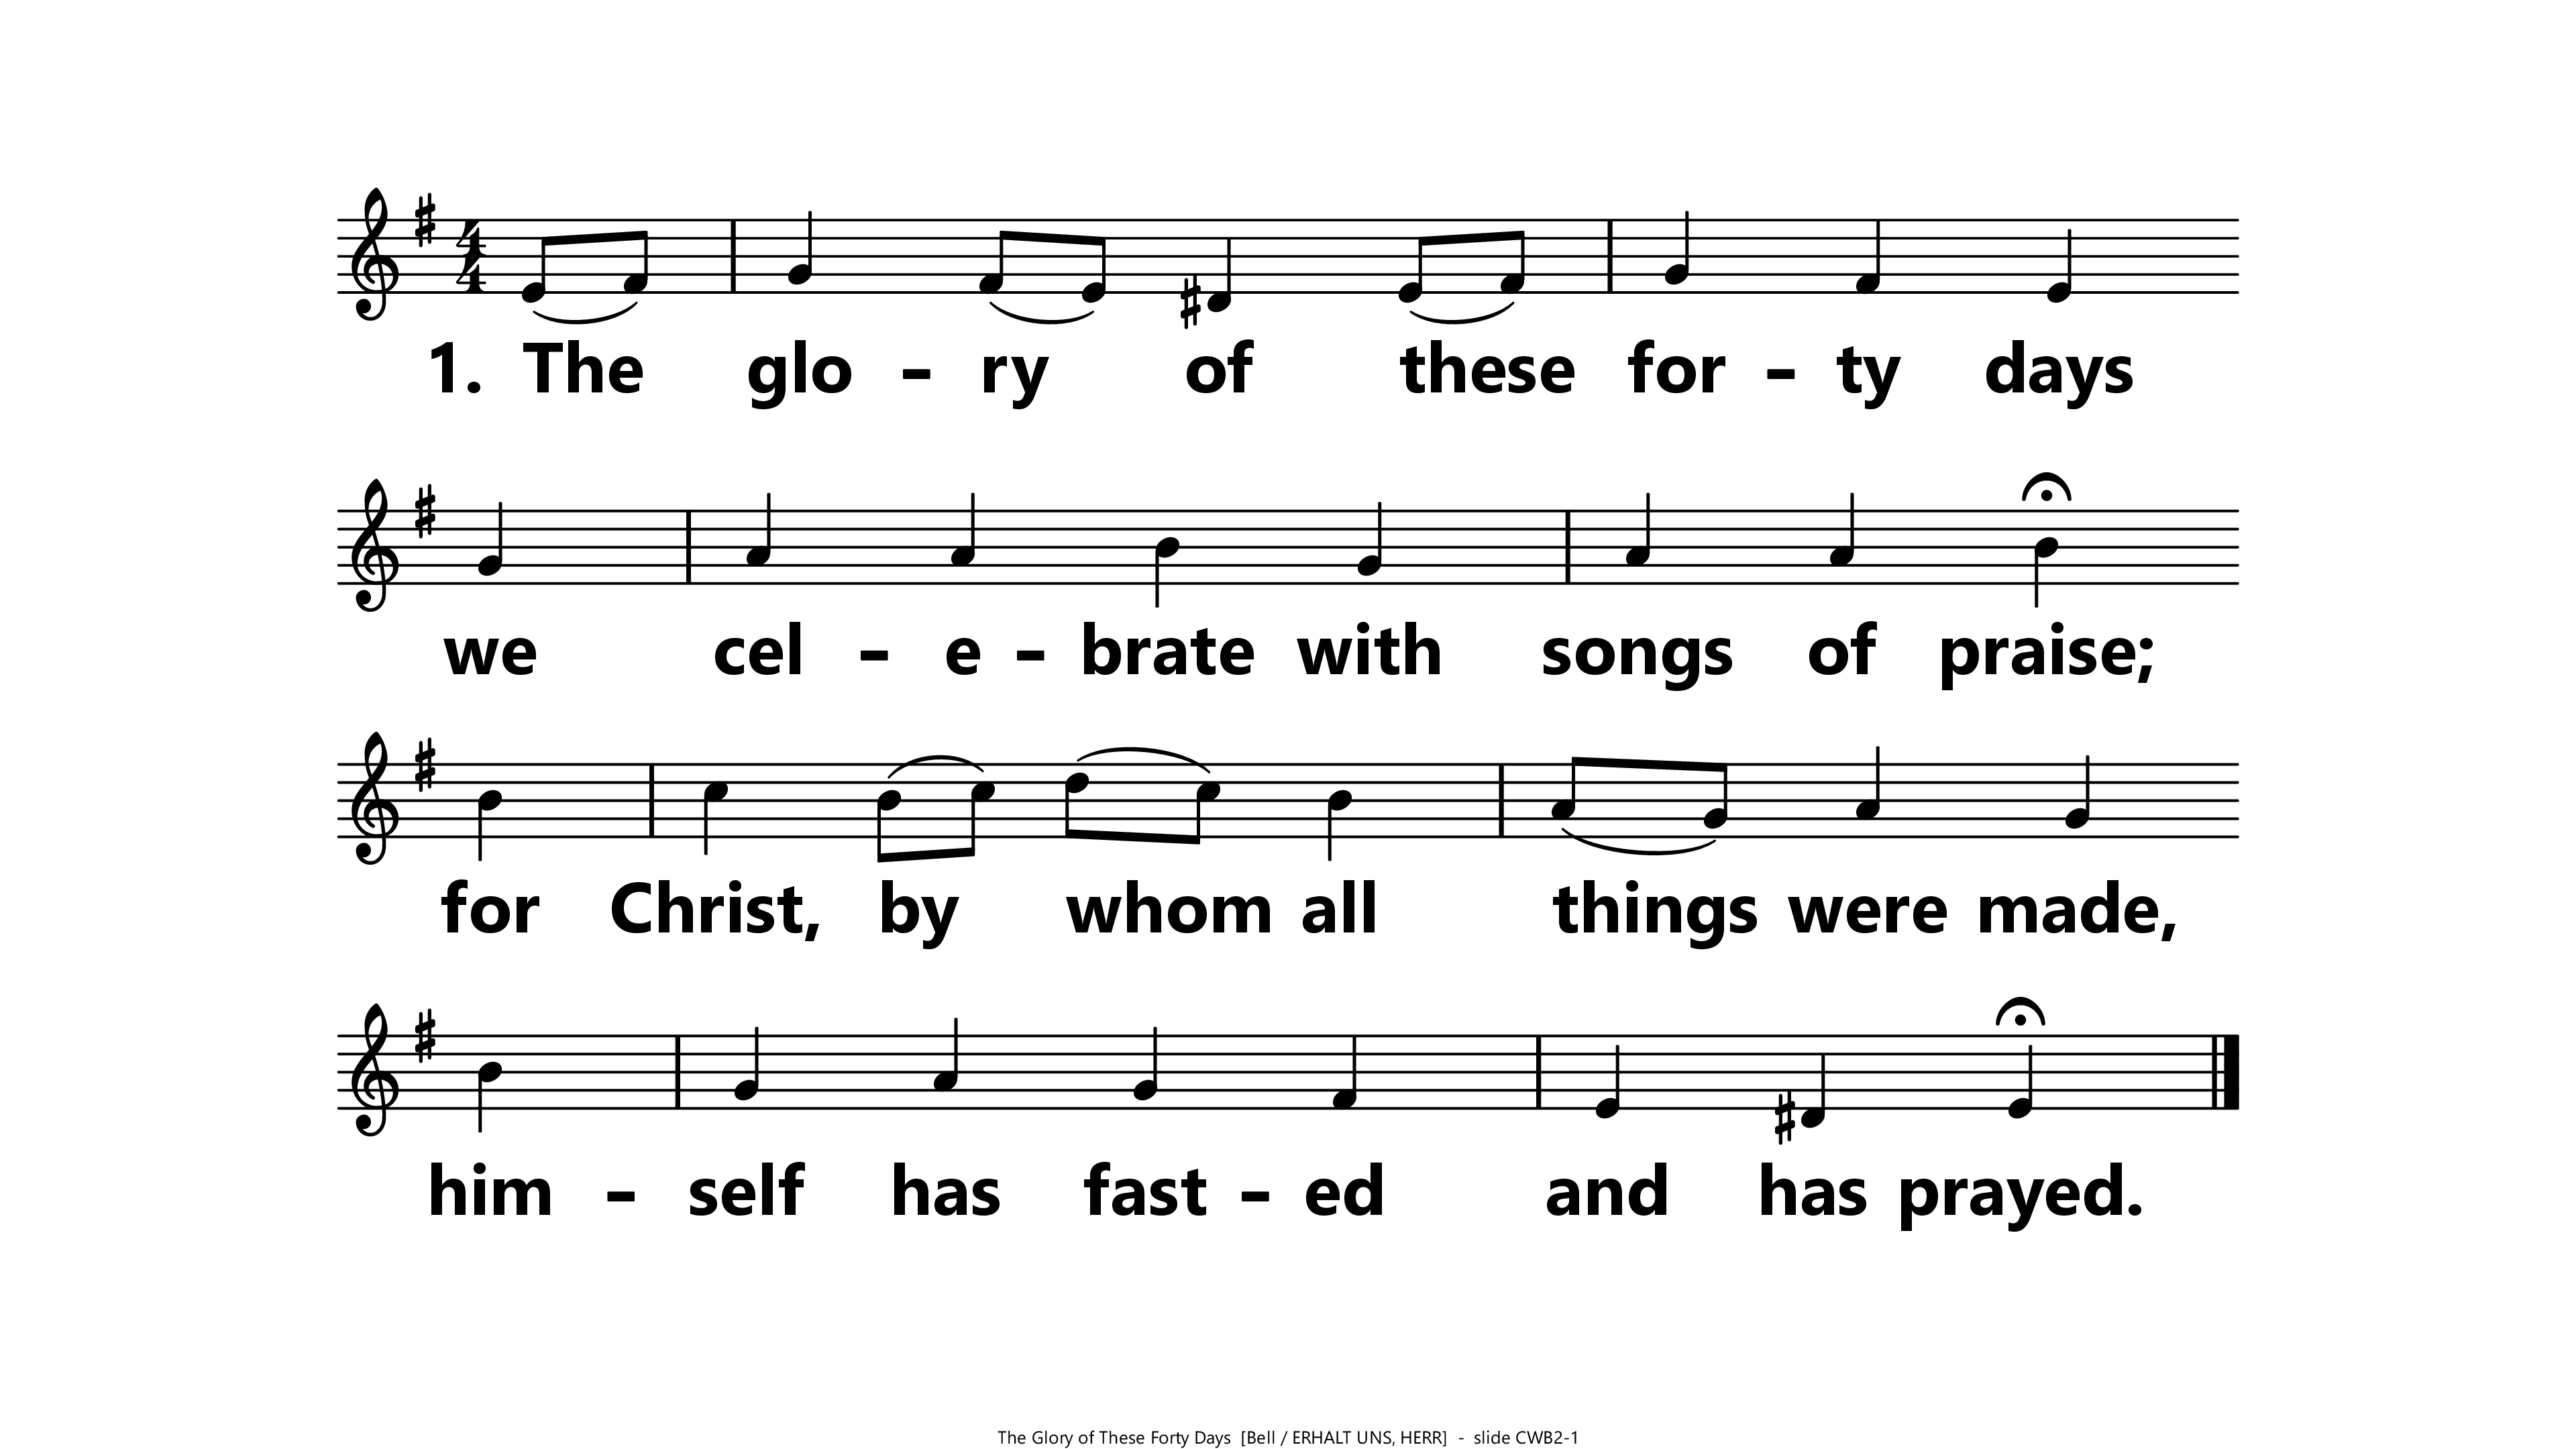 1. The glo - ry of these for - ty days
we cel - e - brate with songs of praise;
for Christ, by whom all things were made,
him - self has fast - ed and has prayed.
The Glory of These Forty Days [Bell / ERHALT UNS, HERR] - slide CWB2-1